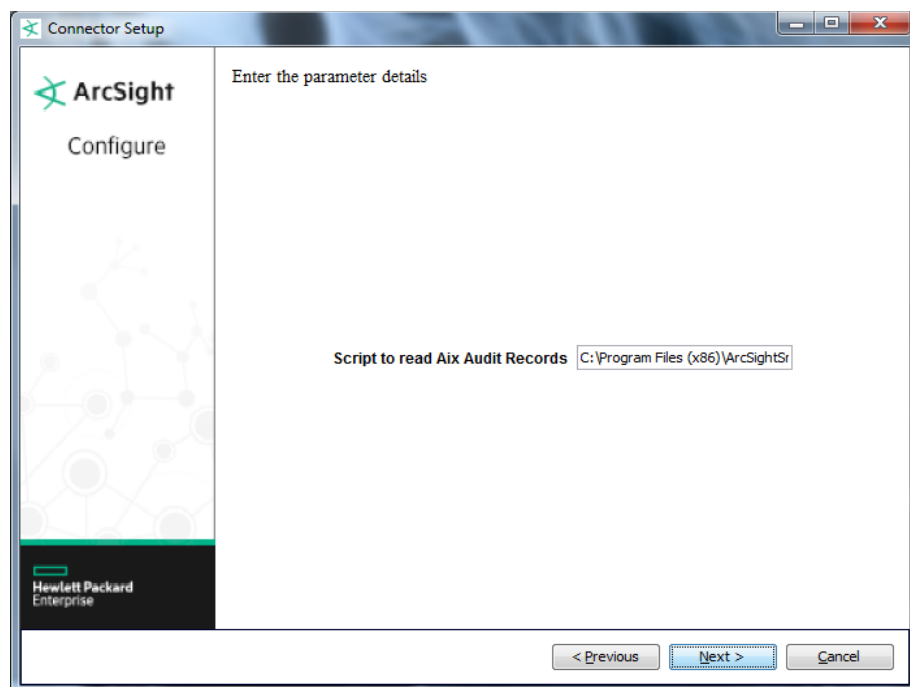 Connector Setup
ArcSight
Configure
Enter the parameter details
Script to read Aix Audit Records C:\Program Files (x86)\ArcSightSr
Hewlett Packard
Enterprise
< Previous Next > Cancel